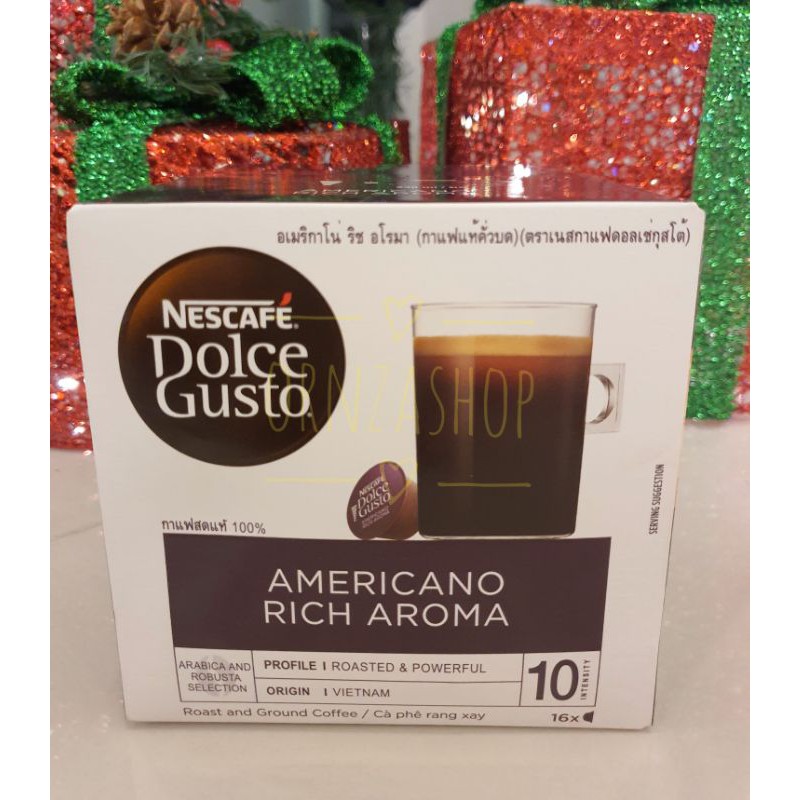 อเมริกาโน่ ริช อโรมา (กาแฟแท้คั่วบด)(ตราเนสกาแฟดอลเช่กุสโต้)
NESCAFÉ
Dolce
Gusto
ORNZASHOP
NESCAFÉ
Dolce
Gusto
AMERICANO
RICH AROMA
SERVING SUGGESTION
กาแฟสดแท้ 100%
AMERICANO
RICH AROMA
ARABICA AND
ROBUSTA
SELECTION
PROFILE | ROASTED & POWERFUL
ORIGIN | VIETNAM
10
INTENSITY
Roast and Ground Coffee / Cà phê rang xay
16x